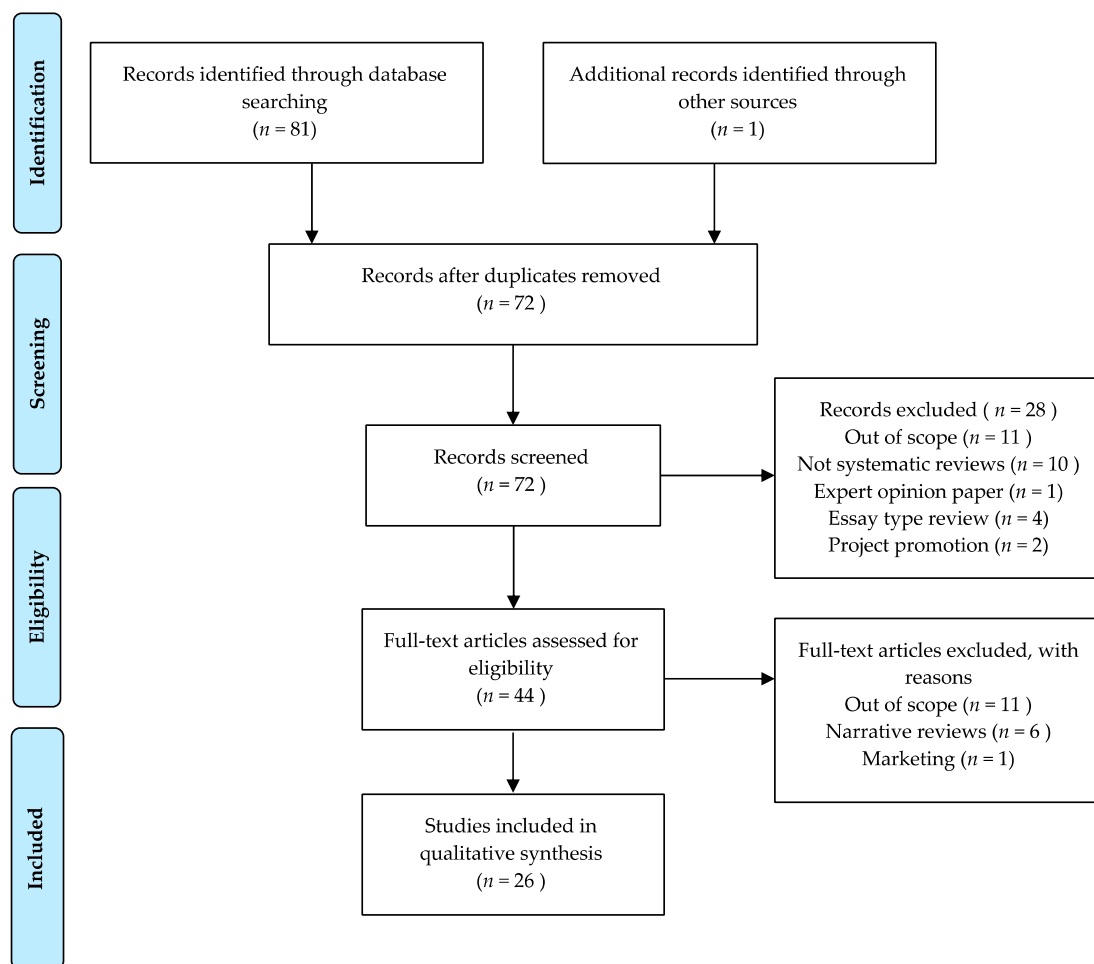 Identification
Records identified through database
searching
(n = 81)
Additional records identified through
other sources
(n = 1)
Screening
Records after duplicates removed
(n = 72 )
Records screened
(n = 72 )
Records excluded ( n = 28 )
Out of scope (n = 11 )
Not systematic reviews (n = 10 )
Expert opinion paper (n = 1)
Essay type review (n = 4)
Project promotion (n = 2)
Eligibility
Full-text articles assessed for
eligibility
(n = 44 )
Full-text articles excluded, with
reasons
Out of scope (n = 11 )
Narrative reviews (n = 6 )
Marketing (n = 1)
Included
Studies included in
qualitative synthesis
(n = 26 )